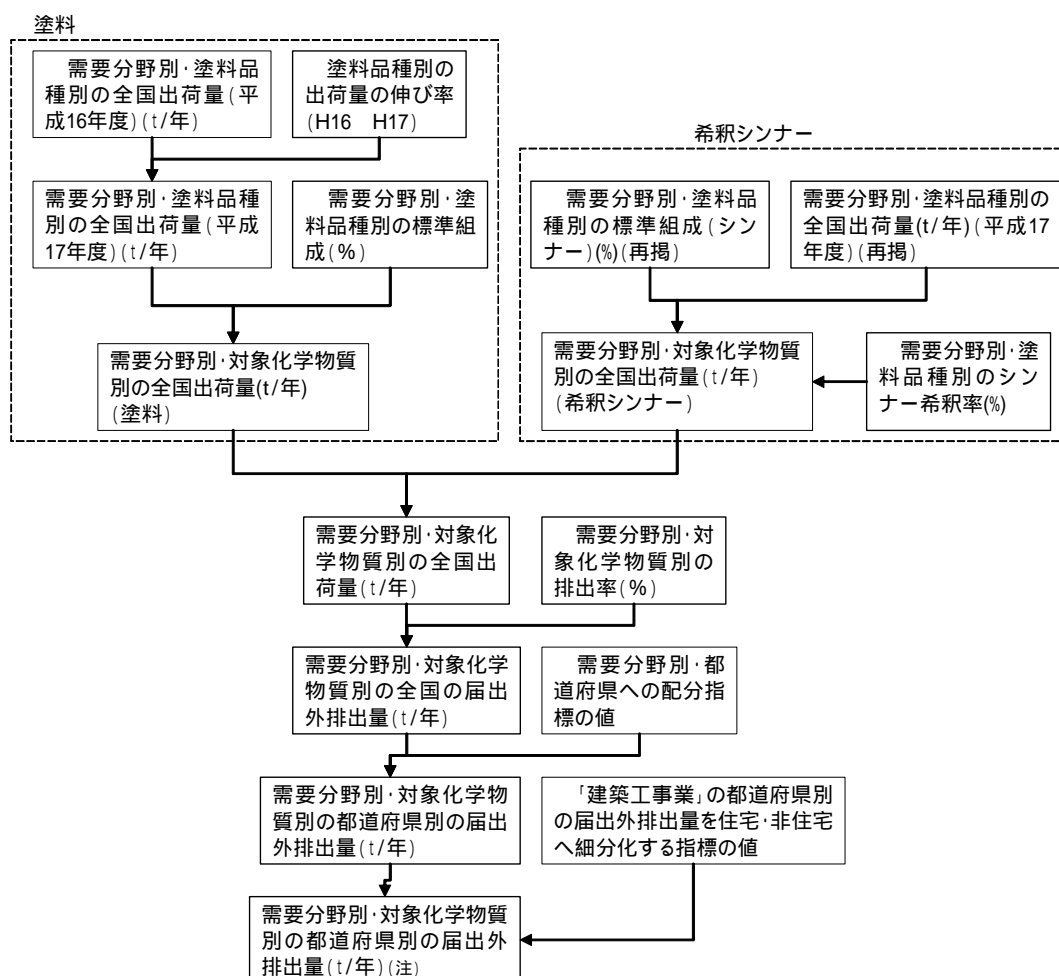 塗料
需要分野別･塗料品
種別の全国出荷量(平
成16年度)(t/年)
塗料品種別の
出荷量の伸び率
(H16 H17)
需要分野別･塗料品種
別の全国出荷量(平成
17年度)(t/年)
需要分野別･塗
料品種別の標準組
成(%)
需要分野別･対象化学物質
別の全国出荷量(t/年)
(塗料)
希釈シンナー
需要分野別･塗料品
種別の標準組成(シン
ナー)(%)(再掲)
需要分野別･塗料品種別の
全国出荷量(t/年)(平成17
年度)(再掲)
需要分野別･対象化学物質
別の全国出荷量(t/年)
(希釈シンナー)
需要分野別･塗
料品種別のシン
ナー希釈率(%)
需要分野別･対象化
学物質別の全国出
荷量(t/年)
需要分野別･対
象化学物質別の
排出率(%)
需要分野別･対象化学
物質別の全国の届出
外排出量(t/年)
需要分野別･都
道府県への配分指
標の値
需要分野別･対象化学物
質別の都道府県別の届出
外排出量(t/年)
｢建築工事業｣の都道府県別
の届出外排出量を住宅･非住宅
へ細分化する指標の値
需要分野別･対象化学物質
別の都道府県別の届出外
排出量(t/年)(注)